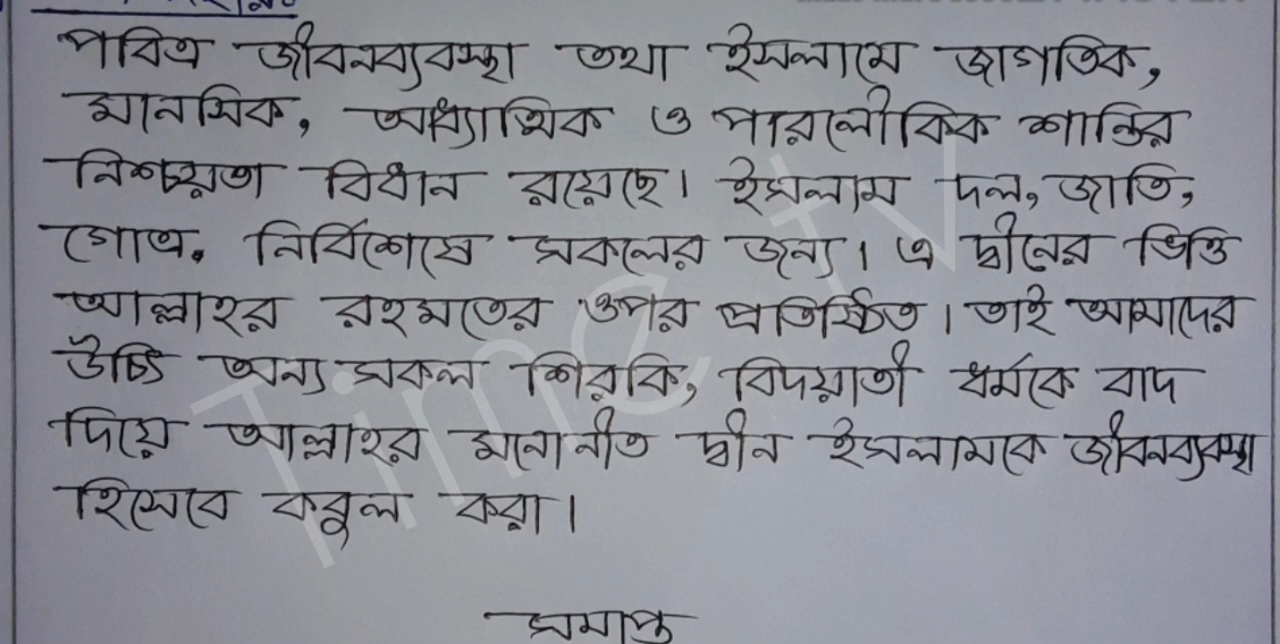 পবিত্র জীবনব্যবস্থা তথা ইসলামে জাগতিক,
মানসিক, আধ্যাত্মিক ও পারলৌকিক শান্তির
নিশ্চয়তা বিধান রয়েছে। ইসলাম দল, জাতি,
গোত্র, নির্বিশেষে সকলের জন্য। এ দ্বীনের ভিত্তি
আল্লাহর রহমতের ওপর প্রতিষ্ঠিত। তাই আমাদের
উচিৎ অন্য সকল শিরকি, বিদয়াতী ধর্মকে বাদ
দিয়ে আল্লাহর মনোনীত দ্বীন ইসলামকে জীবনব্যবস্থা
হিসেবে কবুল করা।
সমাপ্ত
Time tv